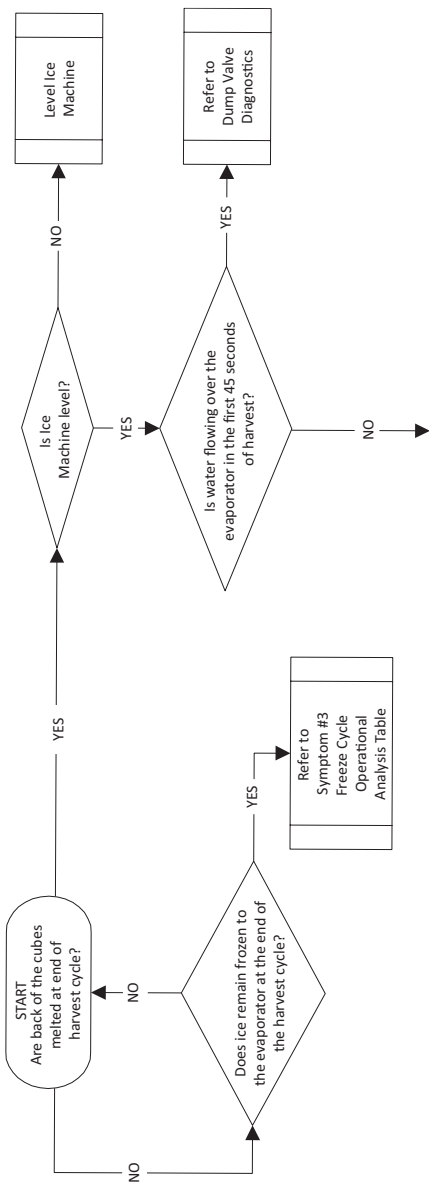 START
Are back of the cubes
melted at end of
harvest cycle?
YES
Is Ice
Machine level?
NO
Level Ice
Machine
NO
NO
YES
Does ice remain frozen to
the evaporator at the end of
the harvest cycle?
YES
Refer to
Symptom #3
Freeze Cycle
Operational
Analysis Table
Is water flowing over the
evaporator in the first 45 seconds
of harvest?
YES
Refer to
Dump Valve
Diagnostics
NO